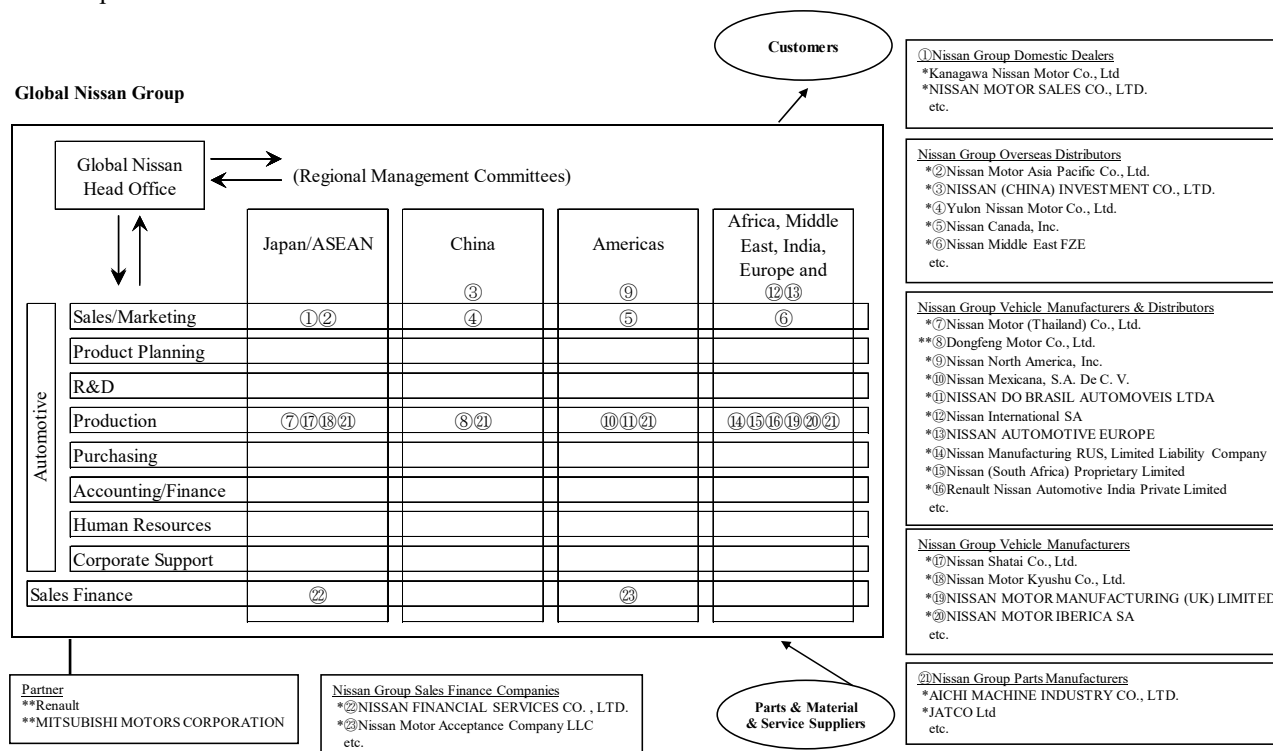 Customers
①Nissan Group Domestic Dealers
*Kanagawa Nissan Motor Co., Ltd
*NISSAN MOTOR SALES CO., LTD.
etc.
Global Nissan Group
Global Nissan
Head Office
(Regional Management Committees)
Japan/ASEAN
China
Americas
Africa, Middle
East, India,
Europe and
③ ⑨ ⑫⑬
Automotive
Sales/Marketing ①② ④ ⑤ ⑥
Product Planning
R&D
Production ⑦⑰⑱㉑ ⑧㉑ ⑩⑪㉑ ⑭⑮⑯⑲⑳㉑
Purchasing
Accounting/Finance
Human Resources
Corporate Support
Sales Finance ㉒ ㉓
Nissan Group Overseas Distributors
*②Nissan Motor Asia Pacific Co., Ltd.
*③NISSAN (CHINA) INVESTMENT CO., LTD.
*④Yulon Nissan Motor Co., Ltd.
*⑤Nissan Canada, Inc.
*⑥Nissan Middle East FZE
etc.
Nissan Group Vehicle Manufacturers & Distributors
*⑦Nissan Motor (Thailand) Co., Ltd.
**⑧Dongfeng Motor Co., Ltd.
*⑨Nissan North America, Inc.
*⑩Nissan Mexicana, S.A. De C. V.
*⑪NISSAN DO BRASIL AUTOMOVEIS LTDA
*⑫Nissan International SA
*⑬NISSAN AUTOMOTIVE EUROPE
*⑭Nissan Manufacturing RUS, Limited Liability Company
*⑮Nissan (South Africa) Proprietary Limited
*⑯Renault Nissan Automotive India Private Limited
etc.
Nissan Group Vehicle Manufacturers
*⑰Nissan Shatai Co., Ltd.
*⑱Nissan Motor Kyushu Co., Ltd.
*⑲NISSAN MOTOR MANUFACTURING (UK) LIMITED
*⑳NISSAN MOTOR IBERICA SA
etc.
Partner
**Renault
**MITSUBISHI MOTORS CORPORATION
Nissan Group Sales Finance Companies
*㉒NISSAN FINANCIAL SERVICES CO. , LTD.
*㉓Nissan Motor Acceptance Company LLC
etc.
Parts & Material
& Service Suppliers
㉑Nissan Group Parts Manufacturers
*AICHI MACHINE INDUSTRY CO., LTD.
*JATCO Ltd
etc.